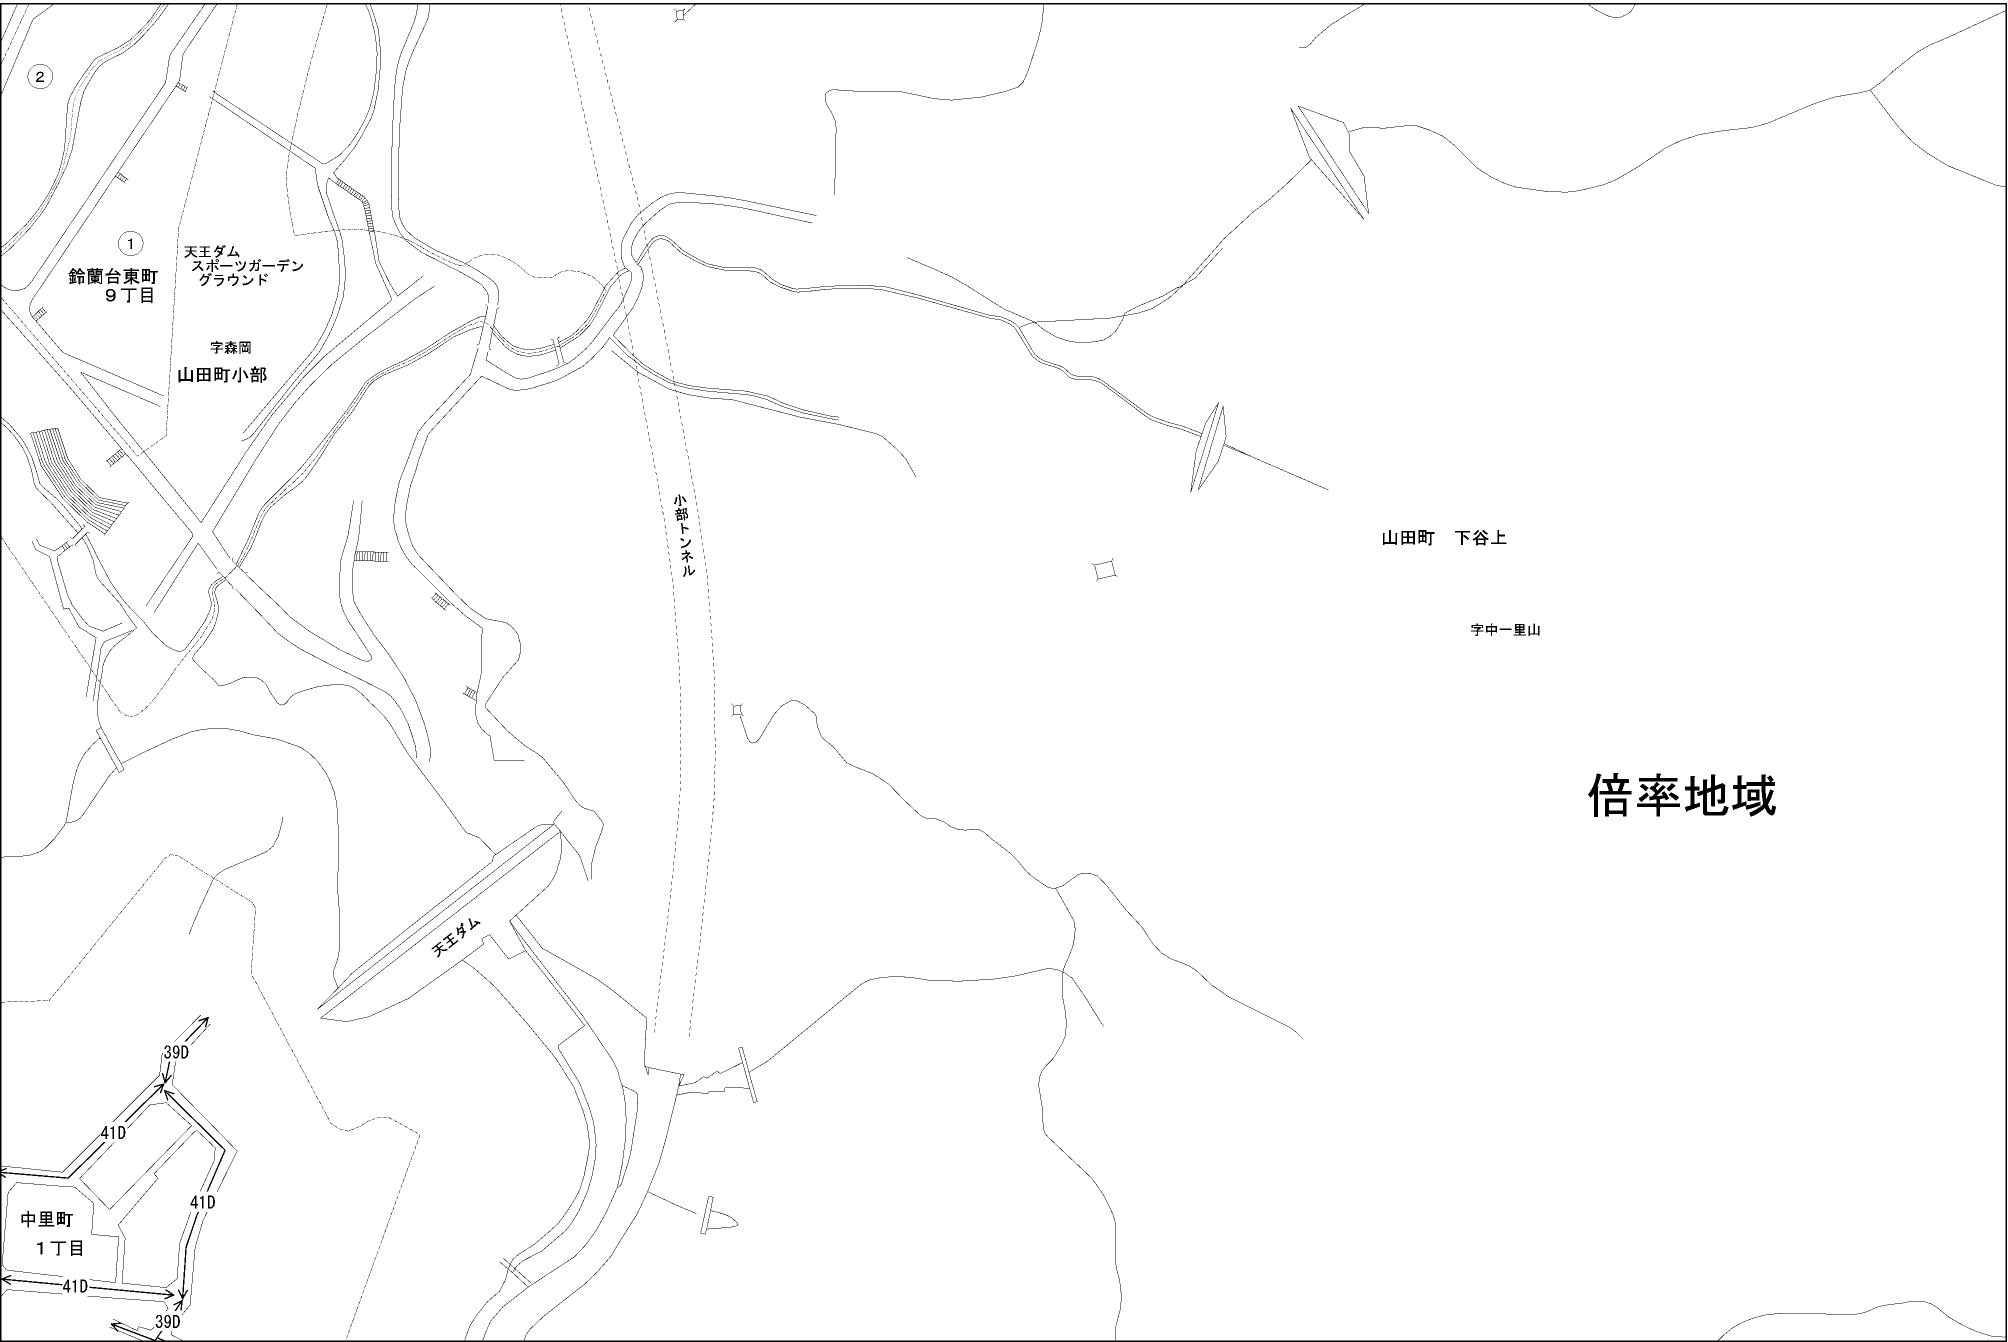 2
1
天王ダム
スポーツガーデン
グラウンド
鈴蘭台東町
9丁目
字森岡
山田町小部
小部トンネル
山田町 下谷上
字中一里山
倍率地域
天王ダム
39D
41D
41D
中里町
1丁目
41D
39D